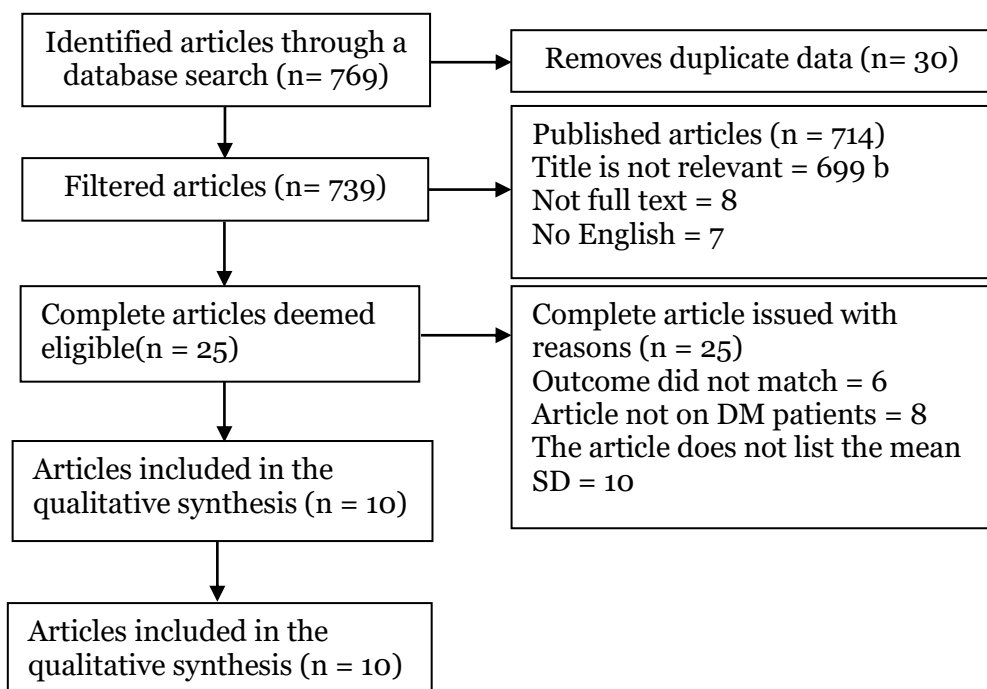 Identified articles through a
database search (n= 769)
Removes duplicate data (n= 30)
Filtered articles (n= 739)
Published articles (n = 714)
Title is not relevant = 699 b
Not full text = 8
No English = 7
Complete articles deemed
eligible(n = 25)
Complete article issued with
reasons (n = 25)
Outcome did not match = 6
Article not on DM patients = 8
The article does not list the mean
SD = 10
Articles included in the
qualitative synthesis (n = 10)
Articles included in the
qualitative synthesis (n = 10)